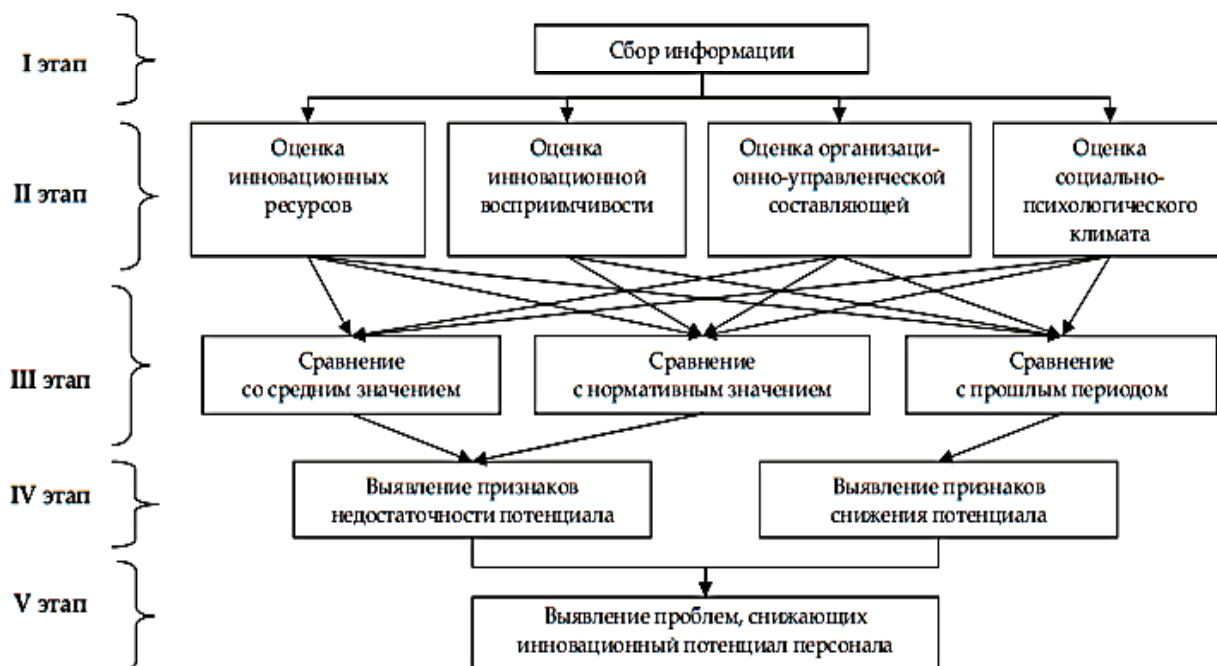 I этап
Сбор информации
II этап
Оценка
инновационных
ресурсов
Оценка
инновационной
восприимчивости
Оценка организаци-
онно-управленческой
составляющей
Оценка
социально-
психологического
климата
III этап
Сравнение
со средним значением
Сравнение
с нормативным значением
Сравнение
с прошлым периодом
IV этап
Выявление признаков
недостаточности потенциала
Выявление признаков
снижения потенциала
V этап
Выявление проблем, снижающих
инновационный потенциал персонала